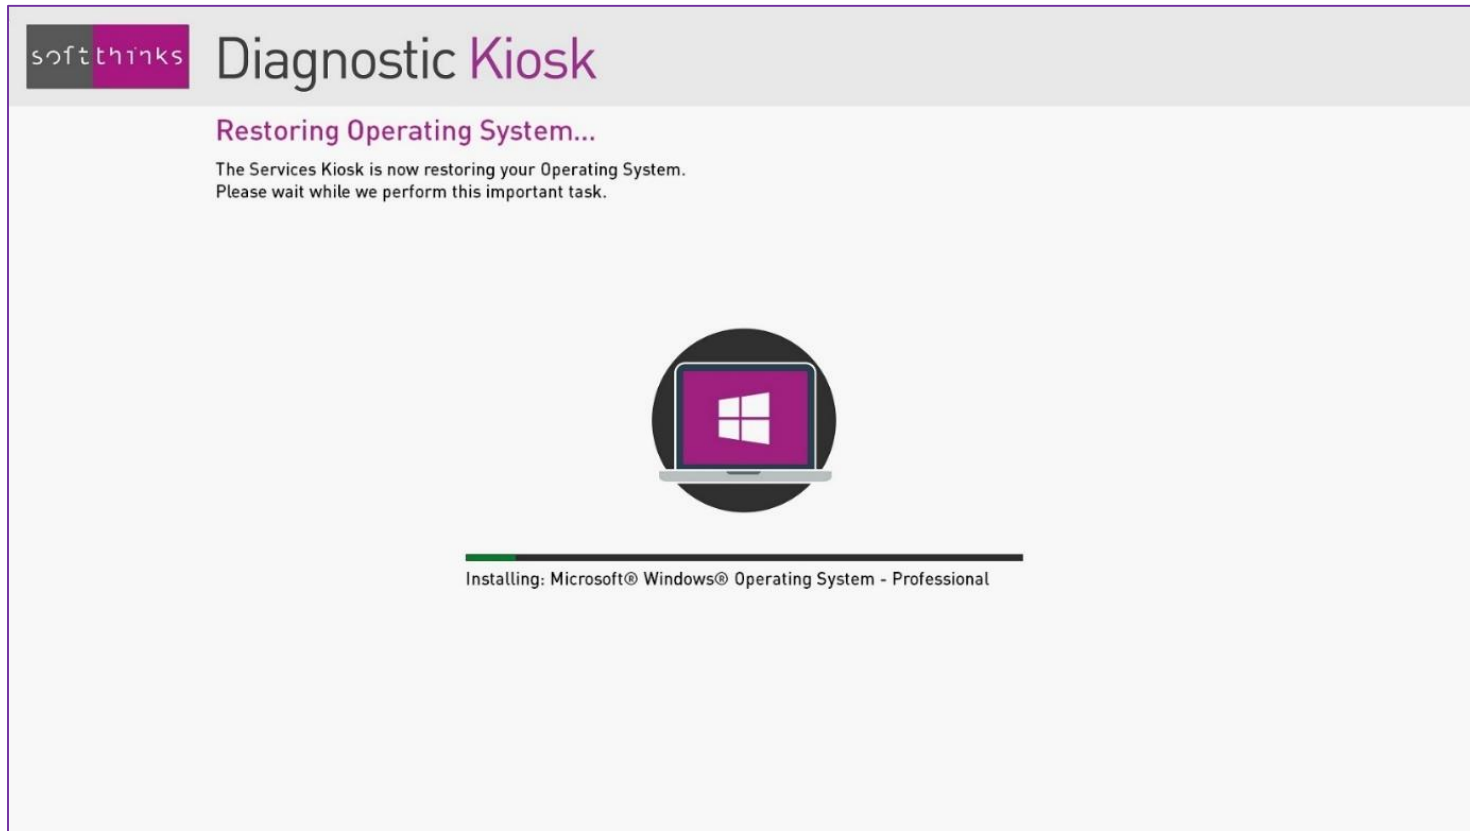 softthinks
Diagnostic Kiosk
Restoring Operating System...
The Services Kiosk is now restoring your Operating System.
Please wait while we perform this important task.
Installing: Microsoft® Windows® Operating System - Professional